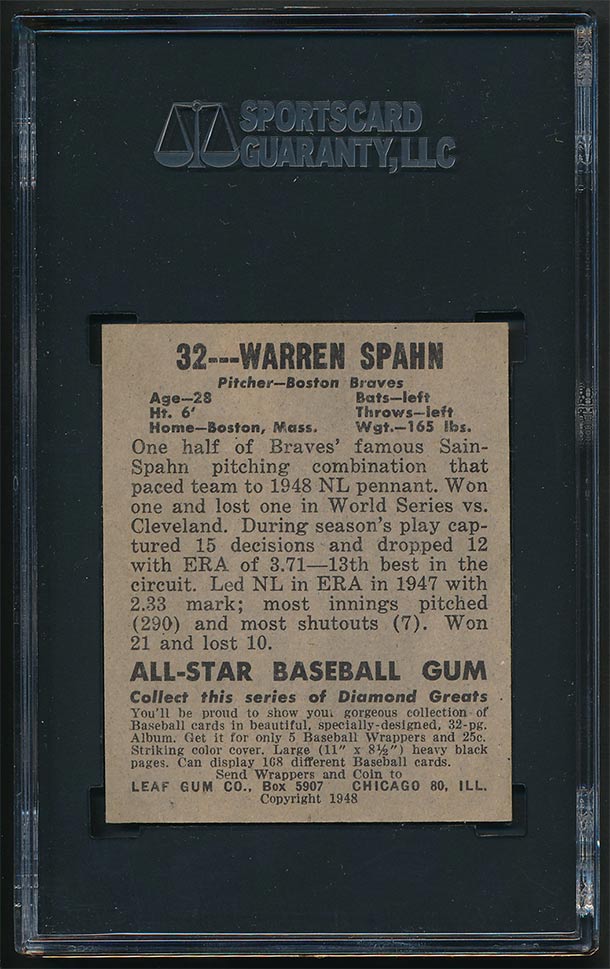 SPORTSCARD
GUARANTY, LLC
32---WARREN SPAHN
Pitcher—Boston Braves
Age—28 Bats—left
Ht. 6' Throws—left
Home—Boston, Mass. Wgt.—165 lbs.
One half of Braves' famous Sain-
Spahn pitching combination that
paced team to 1948 NL pennant. Won
one and lost one in World Series vs.
Cleveland. During season's play cap-
tured 15 decisions and dropped 12
with ERA of 3.71—13th best in the
circuit. Led NL in ERA in 1947 with
2.33 mark; most innings pitched
(290) and most shutouts (7). Won
21 and lost 10.
ALL-STAR BASEBALL GUM
Collect this series of Diamond Greats
You'll be proud to show your gorgeous collection of
Baseball cards in beautiful, specially-designed, 32-pg.
Album. Get it for only 5 Baseball Wrappers and 25c.
Striking color cover. Large (11" x 8½") heavy black
pages. Can display 168 different Baseball cards.
Send Wrappers and Coin to
LEAF GUM CO., Box 5907 CHICAGO 80, ILL.
Copyright 1948